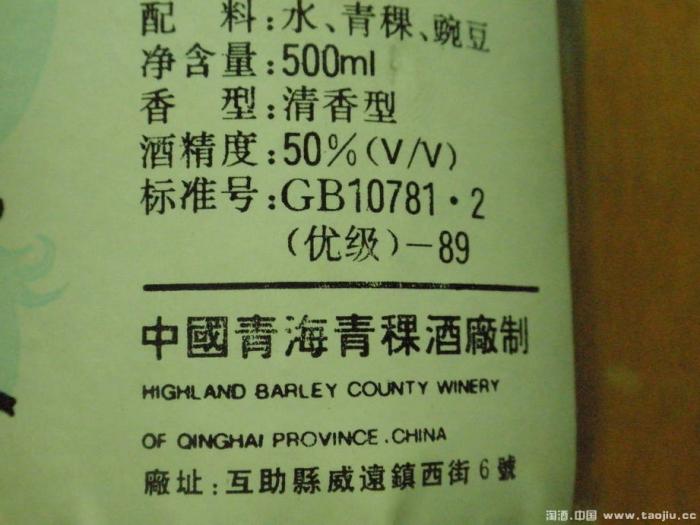 配 料:水、青稞、豌豆
净含量:500ml
香 型:清香型
酒精度:50%(V/V)
标准号:GB10781·2
(优级)-89
中國青海青稞酒廠制
HIGHLAND BARLEY COUNTY WINERY
OF QINGHAI PROVINCE.CHINA
廠址:互助縣威遠鎮西街6號
淘酒.中国 www.taojiu.cc